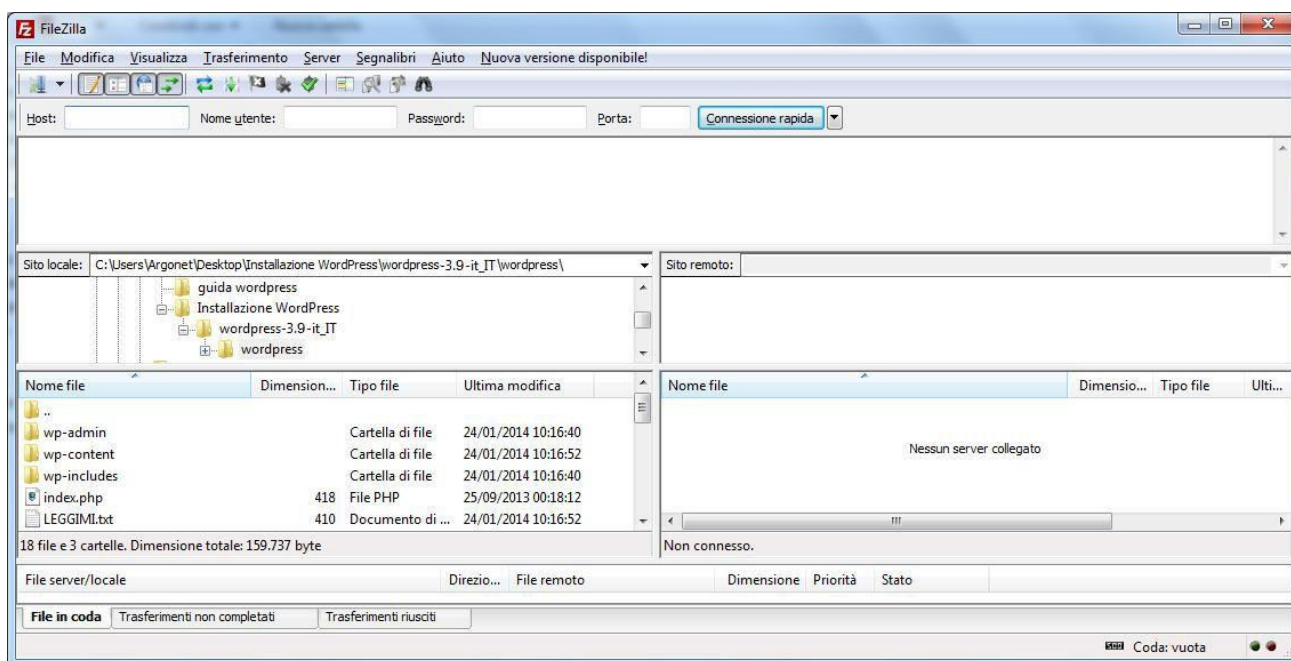 FileZilla
File Modifica Visualizza Trasferimento Server Segnalibri Aiuto Nuova versione disponibile!
Host: Nome utente: Password: Porta: Connessione rapida
Sito locale: C:\Users\Argonet\Desktop\Installazione WordPress\wordpress-3.9-it_IT\wordpress\ Sito remoto:
guida wordpress
Installazione WordPress
wordpress-3.9-it_IT
wordpress
Nome file Dimension... Tipo file Ultima modifica
..
wp-admin Cartella di file 24/01/2014 10:16:40
wp-content Cartella di file 24/01/2014 10:16:52
wp-includes Cartella di file 24/01/2014 10:16:40
index.php 418 File PHP 25/09/2013 00:18:12
LEGGIMI.txt 410 Documento di ... 24/01/2014 10:16:52
18 file e 3 cartelle. Dimensione totale: 159.737 byte
Nome file Dimensio... Tipo file Ulti...
Nessun server collegato
Non connesso.
File server/locale Direzio... File remoto Dimensione Priorità Stato
File in coda Trasferimenti non completati Trasferimenti riusciti
Coda: vuota